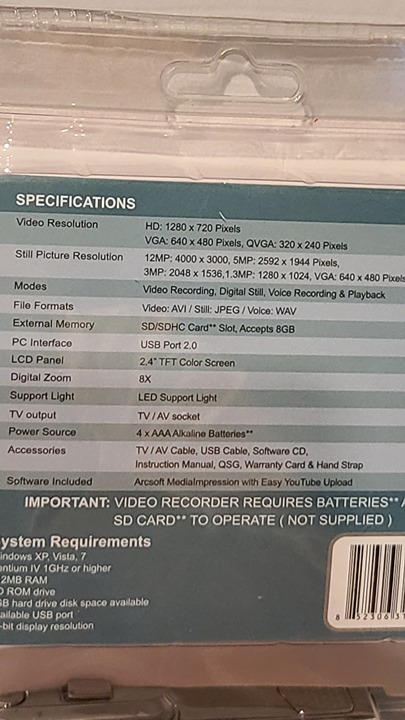 SPECIFICATIONS
Video Resolution HD: 1280 x 720 Pixels
VGA: 640 x 480 Pixels, QVGA: 320 x 240 Pixels
Still Picture Resolution 12MP: 4000 x 3000, 5MP: 2592 x 1944 Pixels,
3MP: 2048 x 1536,1.3MP: 1280 x 1024, VGA: 640 x 480 Pixels
Modes Video Recording, Digital Still, Voice Recording & Playback
File Formats Video: AVI / Still: JPEG / Voice: WAV
External Memory SD/SDHC Card** Slot, Accepts 8GB
PC Interface USB Port 2.0
LCD Panel 2.4" TFT Color Screen
Digital Zoom 8X
Support Light LED Support Light
TV output TV / AV socket
Power Source 4 x AAA Alkaline Batteries**
Accessories TV / AV Cable, USB Cable, Software CD,
Instruction Manual, QSG, Warranty Card & Hand Strap
Software Included Arcsoft MediaImpression with Easy YouTube Upload
IMPORTANT: VIDEO RECORDER REQUIRES BATTERIES**
SD CARD** TO OPERATE ( NOT SUPPLIED )
ystem Requirements
indows XP, Vista, 7
entium IV 1GHz or higher
2MB RAM
ROM drive
B hard drive disk space available
ailable USB port
-bit display resolution
8 52306 31